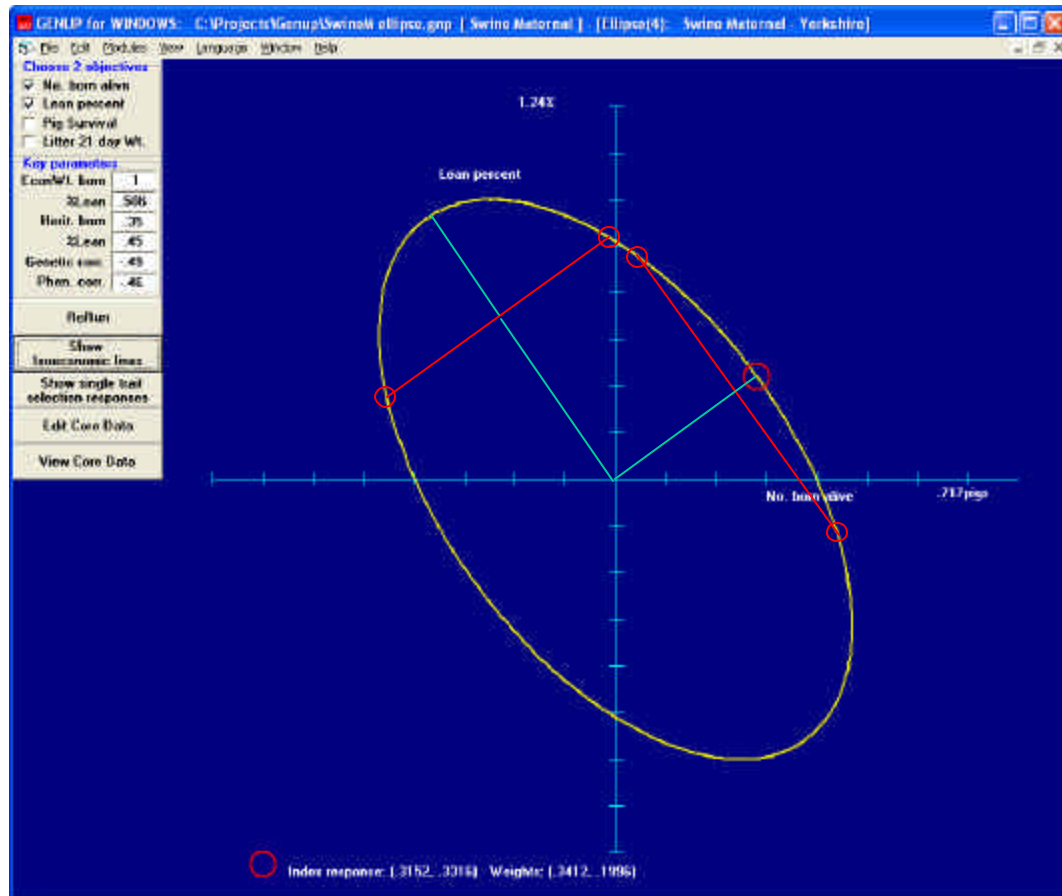 GENUP for WINDOWS: C:\Projects\Genup\SwineM ellipse.gnp [ Swine Maternal ] - [Ellipse(4): Swine Maternal - Yorkshire]
File Edit Modules View Language Window Help
Choose 2 objectives
No. born alive
Lean percent
Pig Survival
Litter 21 day Wt.
Key parameters
EconWt. born 1
%Lean .506
Herit. born .35
%Lean .45
Genetic corr. -.49
Phen. corr. -.46
ReRun
Show
Isoeconomic lines
Show single trait
selection responses
Edit Core Data
View Core Data
1.24%
Lean percent
No. born alive
.717pigs
Index response: (.3152, .3316) Weights: (.3412, .1996)